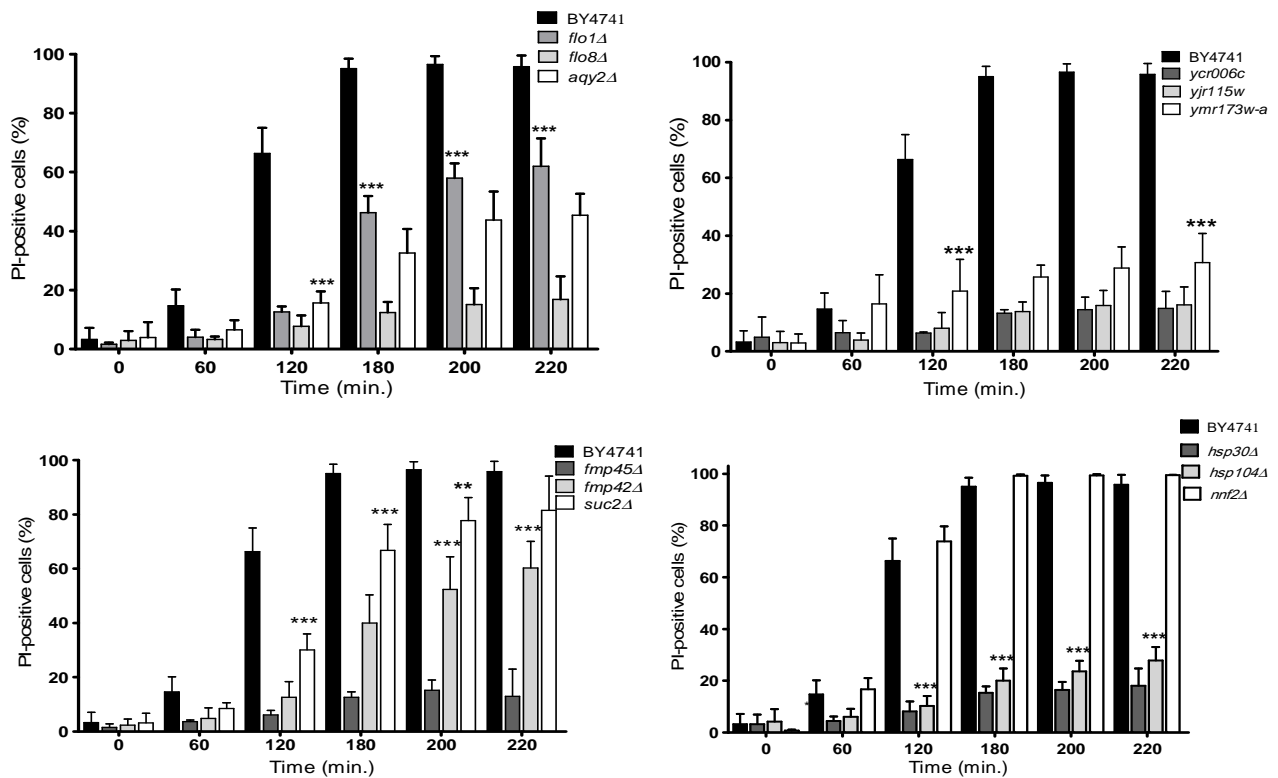 BY4741
flo1Δ
flo8Δ
aqy2Δ
PI-positive cells (%)
100
80
60
40
20
0
***
***
***
***
0 60 120 180 200 220
Time (min.)
BY4741
ycr006c
yjr115w
ymr173w-a
PI-positive cells (%)
100
80
60
40
20
0
***
***
0 60 120 180 200 220
Time (min.)
BY4741
fmp45Δ
fmp42Δ
suc2Δ
PI-positive cells (%)
100
80
60
40
20
0
***
***
***
**
***
0 60 120 180 200 220
Time (min.)
BY4741
hsp30Δ
hsp104Δ
nnf2Δ
PI-positive cells (%)
100
80
60
40
20
0
*
***
***
***
***
0 60 120 180 200 220
Time (min.)